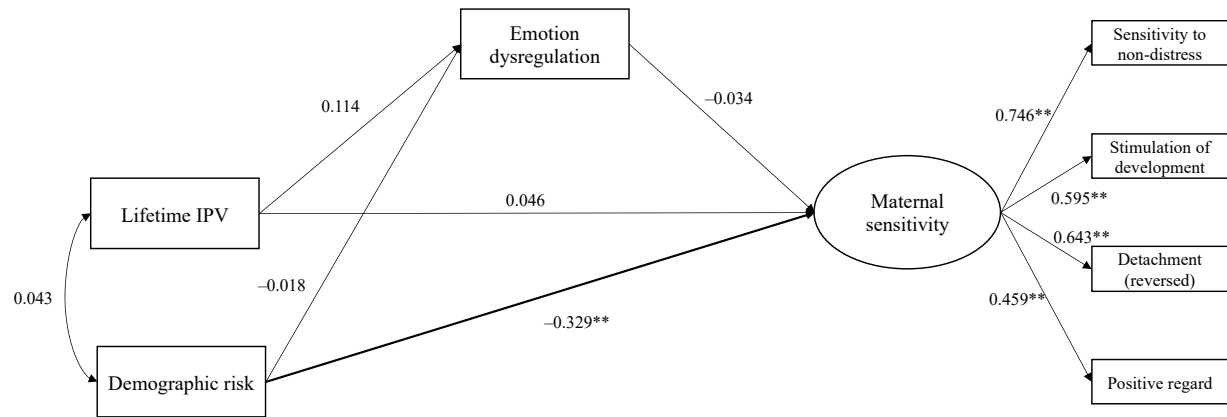 Emotion
dysregulation
Sensitivity to
non-distress
0.114
–0.034
0.746**
Stimulation of
development
Lifetime IPV
0.046
Maternal
sensitivity
0.595**
0.643**
Detachment
(reversed)
0.043
–0.018
0.459**
–0.329**
Demographic risk
Positive regard